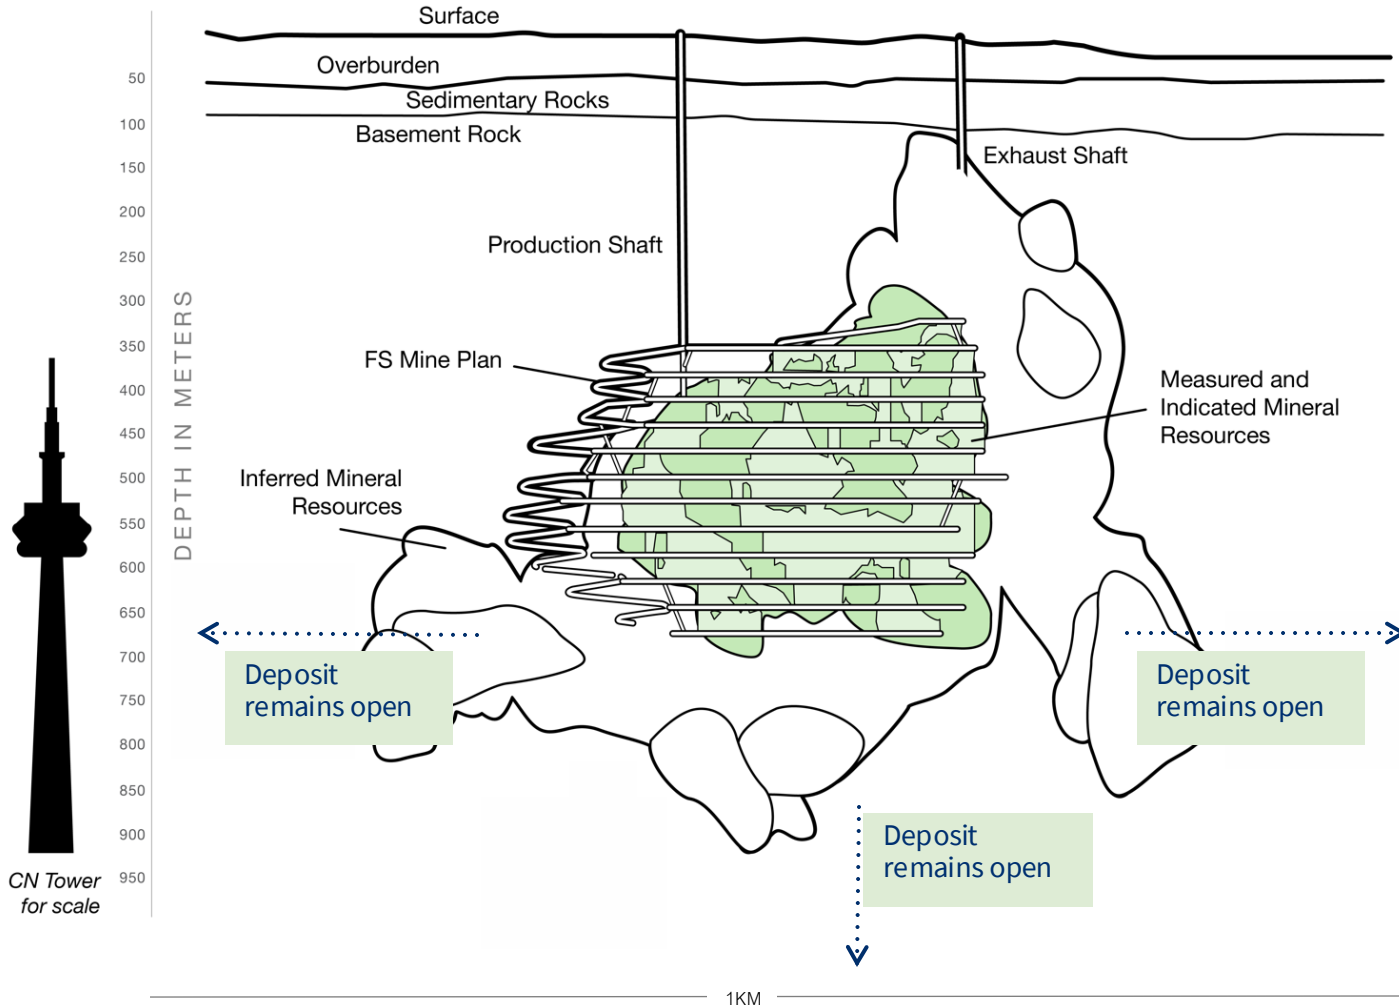 Surface
Overburden
Sedimentary Rocks
Basement Rock
Exhaust Shaft
Production Shaft
FS Mine Plan
Measured and
Indicated Mineral
Resources
Inferred Mineral
Resources
DEPTH IN METERS
50
100
150
200
250
300
350
400
450
500
550
600
650
700
750
800
850
900
950
Deposit
remains open
Deposit
remains open
Deposit
remains open
CN Tower
for scale
1KM